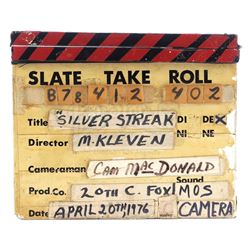 SLATE TAKE ROLL
B78 41.2 402
Title "SILVER STREAK DI DEX
Director M.KLEVEN NI NE
Cameraman CAM MACDONALD
Sound
Prod.Co. 20TH C. FOX/MOS
Date APRIL 20TH/1976 CAMERA